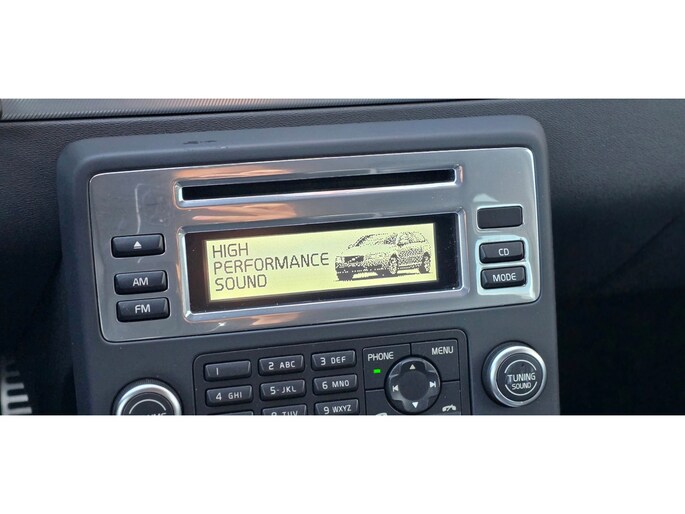 HIGH
PERFORMANCE
SOUND
AM
FM
CD
MODE
1
2 ABC
3 DEF
PHONE
MENU
4 GHI
5·JKL
6 MNO
TUNING
SOUND
9 WXYZ